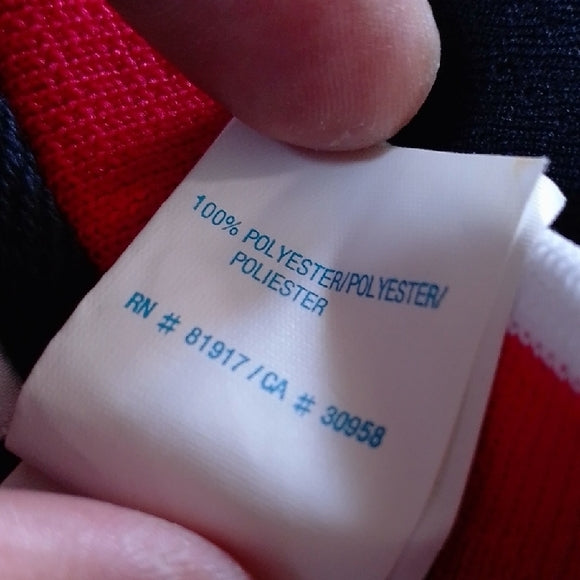 100% POLYESTER/POLYESTER/
POLIESTER
RN # 81917/CA # 30958